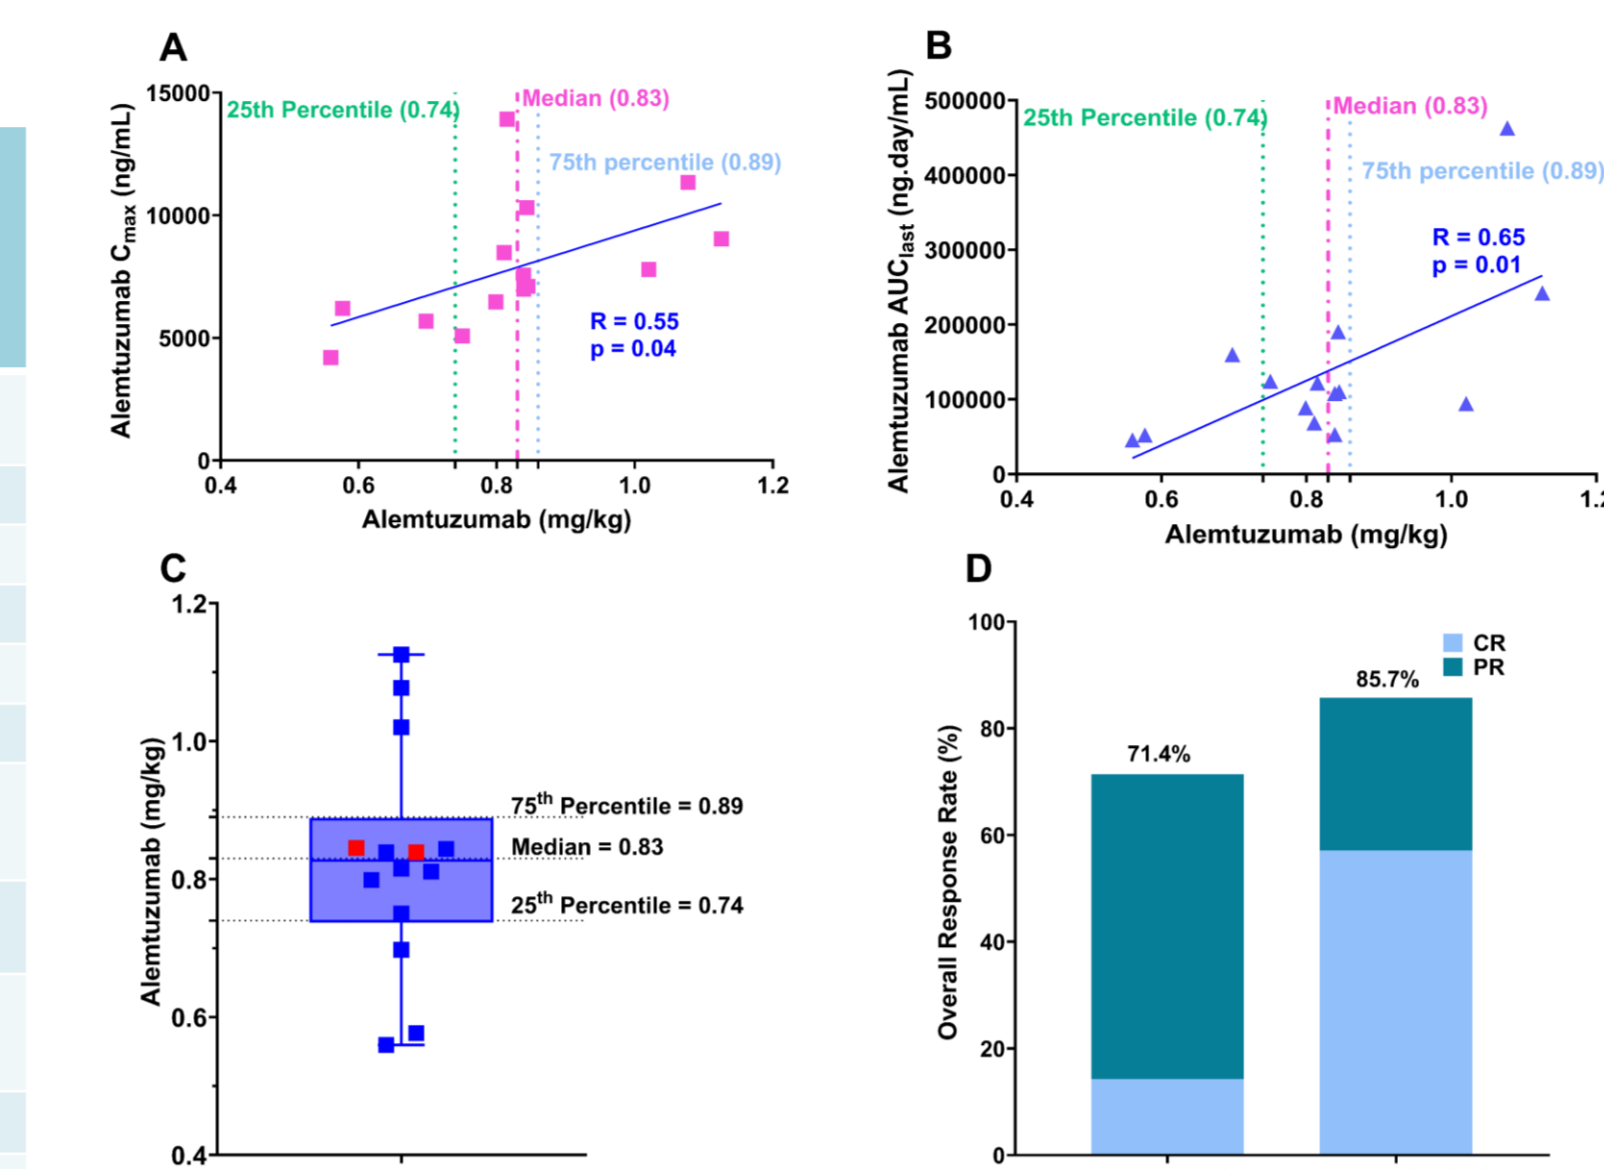 A
Alemtuzumab Cmax (ng/mL)
15000
10000
5000
0
25th Percentile (0.74)
Median (0.83)
75th percentile (0.89)
R = 0.55
p = 0.04
0.4 0.6 0.8 1.0 1.2
Alemtuzumab (mg/kg)
B
Alemtuzumab AUClast (ng.day/mL)
500000
400000
300000
200000
100000
0
25th Percentile (0.74)
Median (0.83)
75th percentile (0.89)
R = 0.65
p = 0.01
0.4 0.6 0.8 1.0 1.2
Alemtuzumab (mg/kg)
C
Alemtuzumab (mg/kg)
1.2
1.0
0.8
0.6
0.4
75th Percentile = 0.89
Median = 0.83
25th Percentile = 0.74
D
Overall Response Rate (%)
100
80
60
40
20
0
CR
PR
71.4%
85.7%